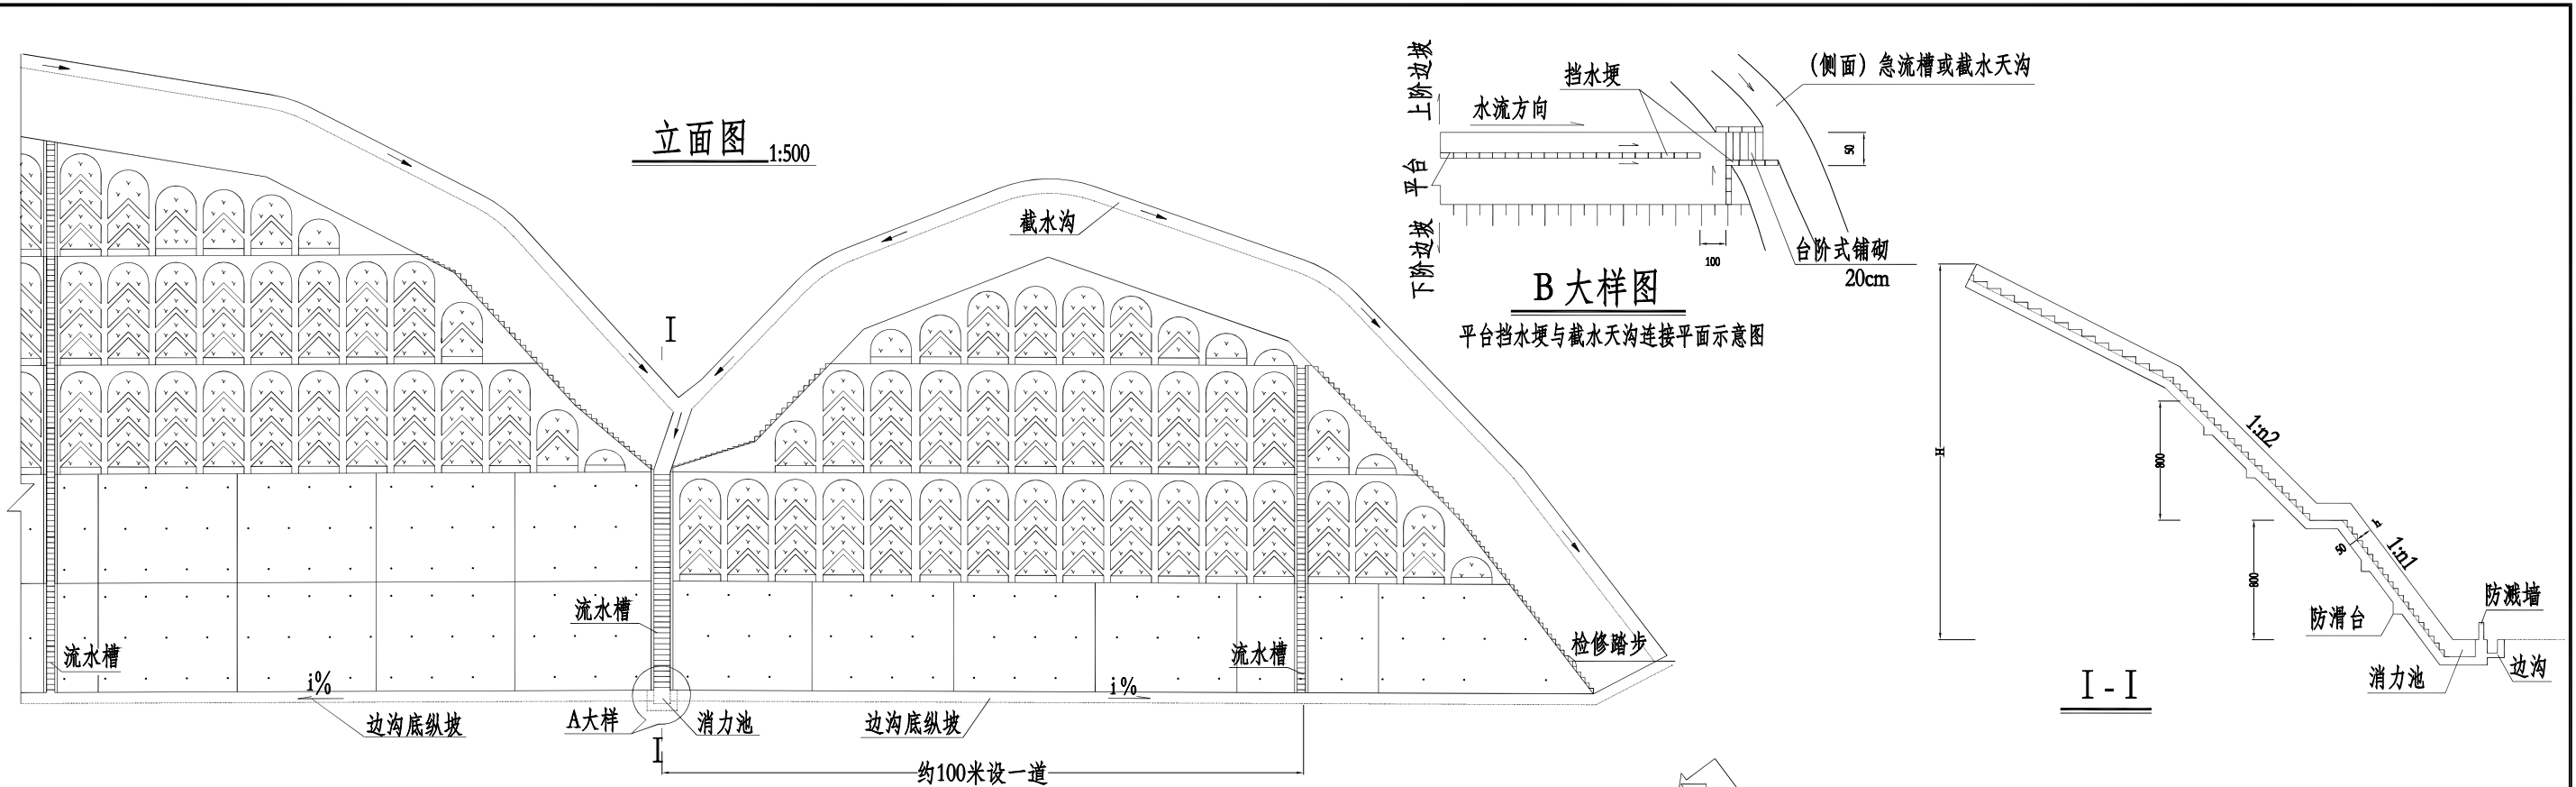 立面图 1:500
截水沟
I
流水槽
流水槽
流水槽
检修踏步
i%
i%
边沟底纵坡
A大样
消力池
边沟底纵坡
I
约100米设一道
上阶边坡
平台
下阶边坡
挡水埂
水流方向
(侧面) 急流槽或截水天沟
50
100
台阶式铺砌
20cm
B 大样图
平台挡水埂与截水天沟连接平面示意图
H
800
800
1:n2
h
50
1:n1
防滑台
防溅墙
消力池
边沟
I - I